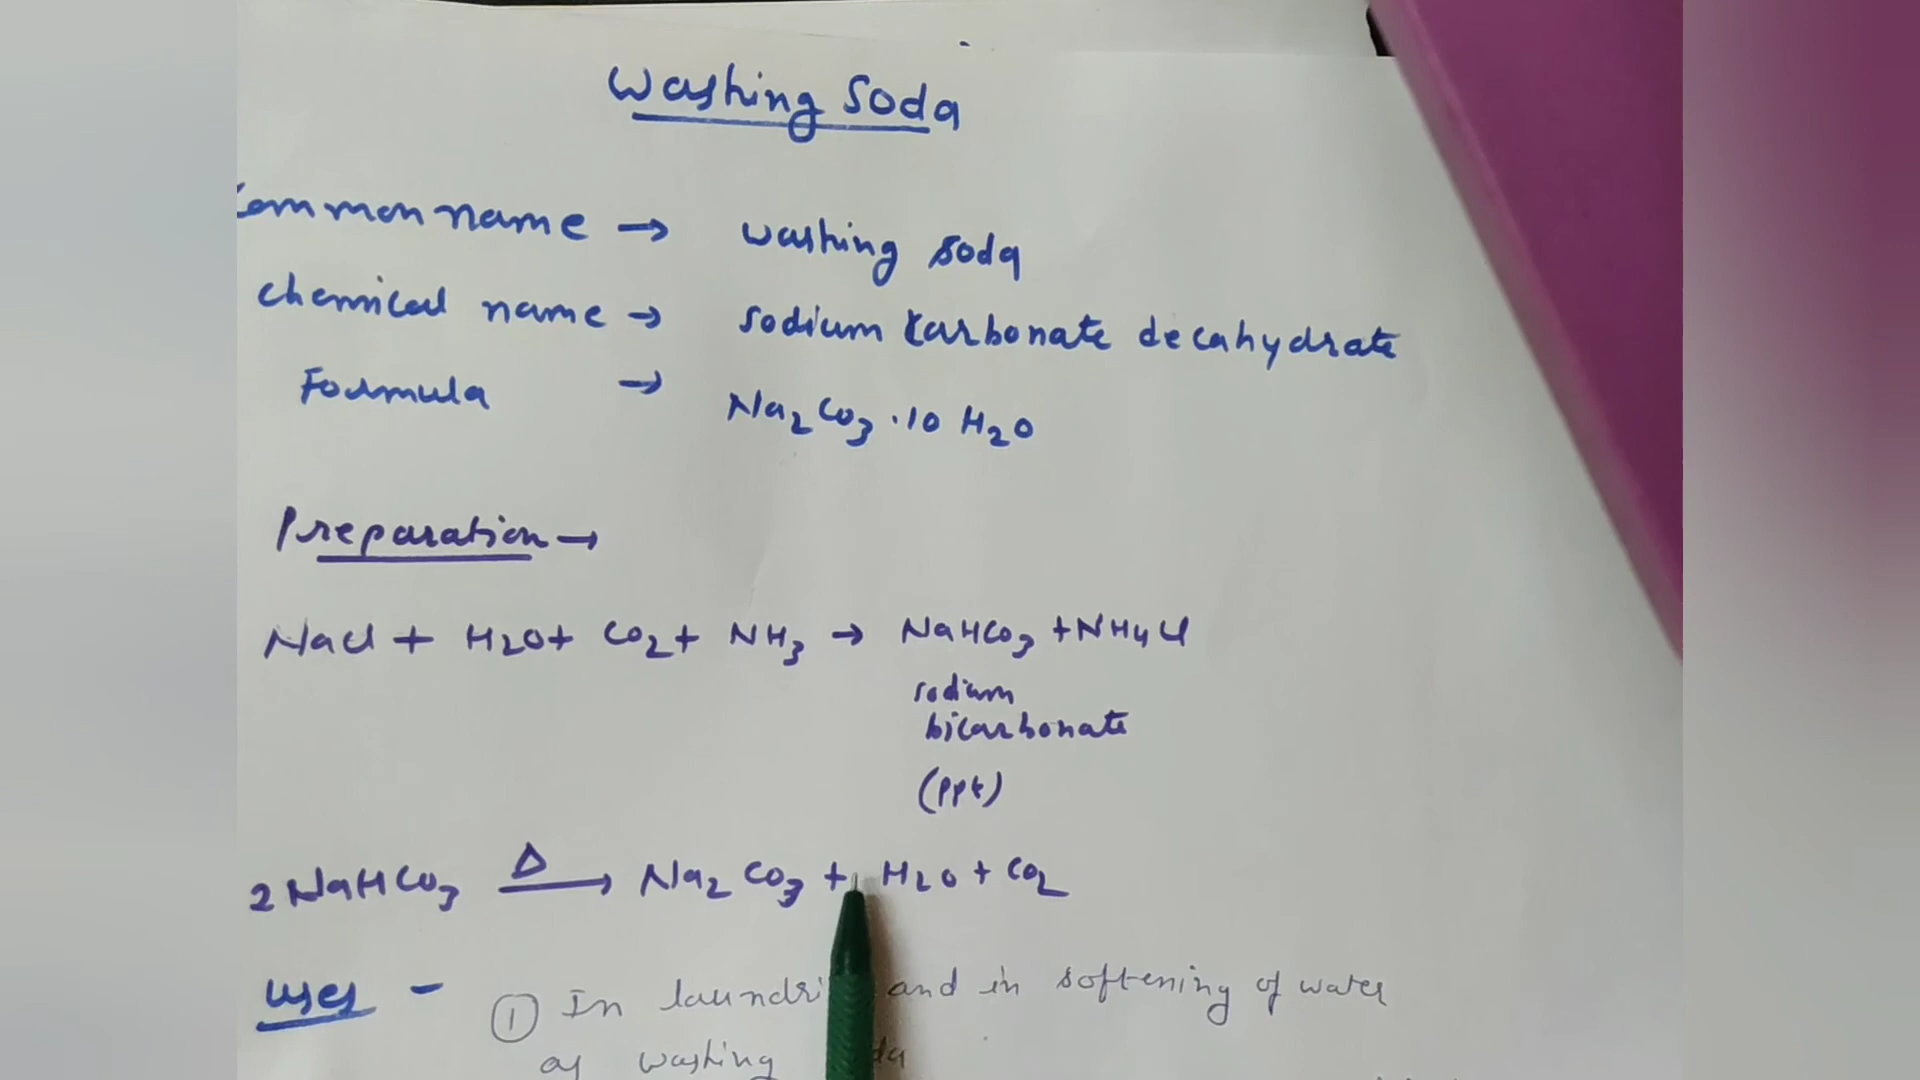 Washing Soda
Common name → washing soda
Chemical name → sodium carbonate decahydrate
Formula → Na2CO3 · 10 H2O
Preparation →
NaCl + H2O + CO2 + NH3 → NaHCO3 + NH4Cl
sodium
bicarbonate
(ppt)
2NaHCO3 Δ→ Na2CO3 + H2O + CO2
Uses - ① In laundri and in softening of water
as washing da